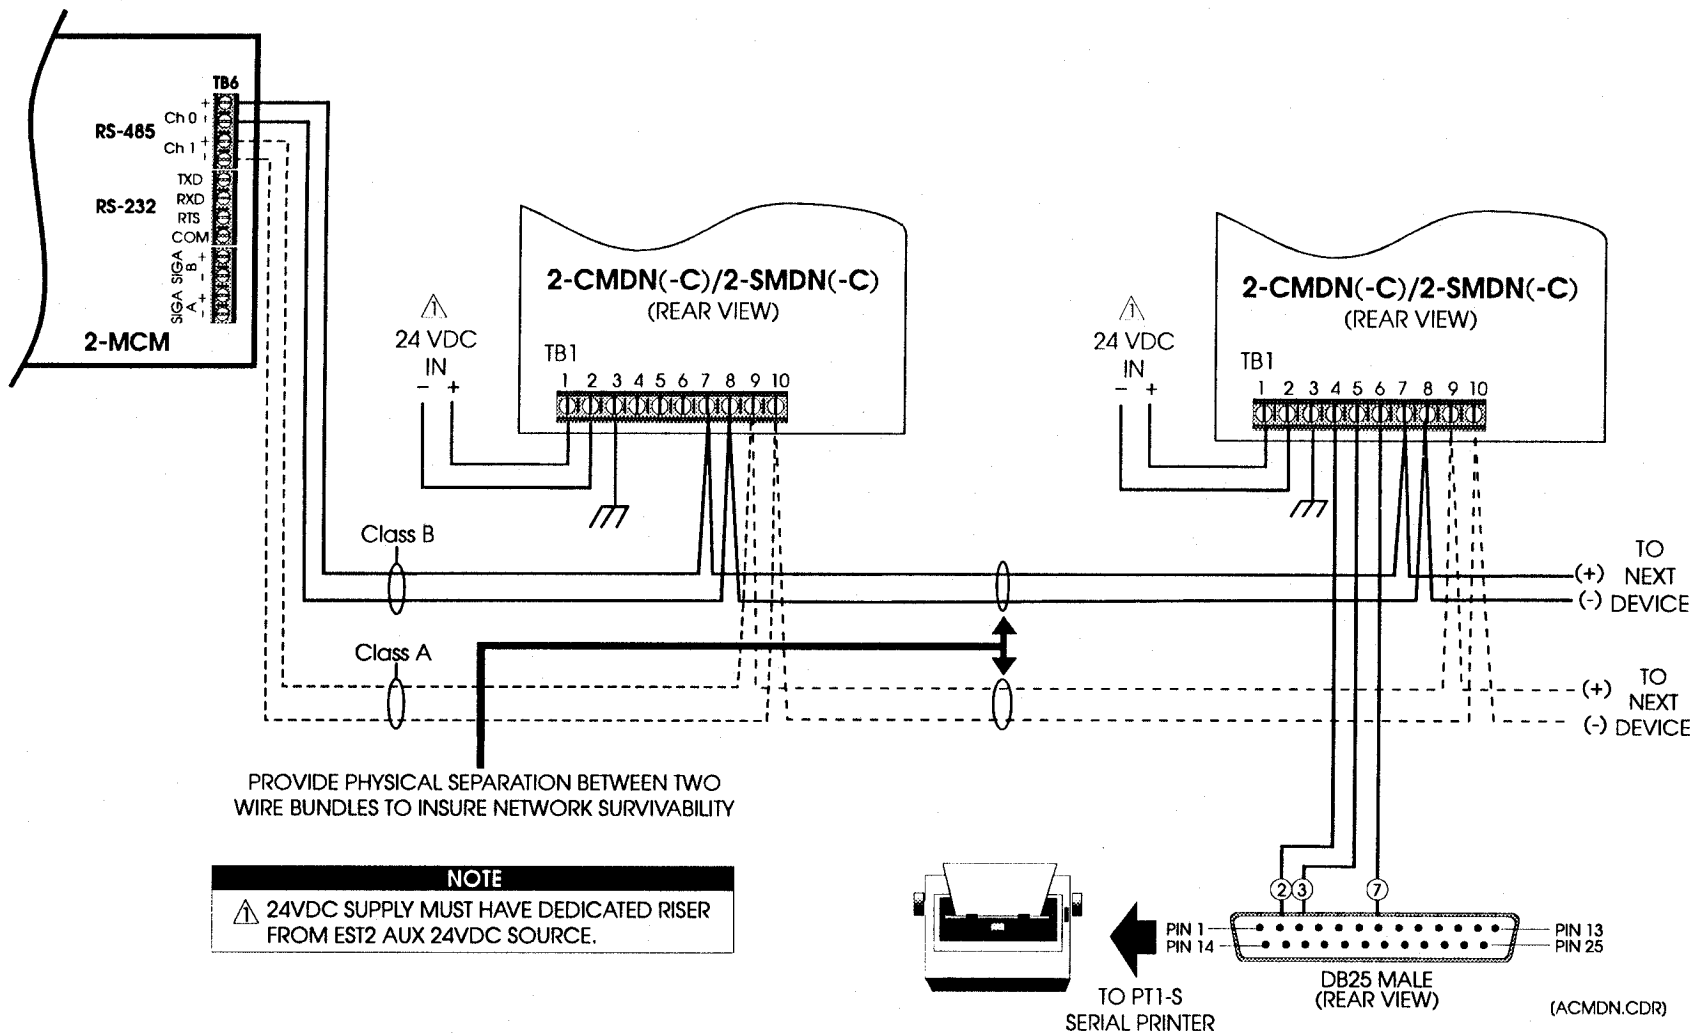 TB6
+
Ch 0
-
RS-485
+
Ch 1
-
TXD
RXD
RS-232
RTS
COM
SIGA B + -
SIGA A + -
2-MCM
2-CMDN(-C)/2-SMDN(-C)
(REAR VIEW)
1
24 VDC
IN
- +
TB1
1 2 3 4 5 6 7 8 9 10
2-CMDN(-C)/2-SMDN(-C)
(REAR VIEW)
1
24 VDC
IN
- +
TB1
1 2 3 4 5 6 7 8 9 10
Class B
TO
(+) NEXT
(-) DEVICE
Class A
TO
(+) NEXT
(-) DEVICE
PROVIDE PHYSICAL SEPARATION BETWEEN TWO
WIRE BUNDLES TO INSURE NETWORK SURVIVABILITY
NOTE
1 24VDC SUPPLY MUST HAVE DEDICATED RISER
FROM EST2 AUX 24VDC SOURCE.
2 3 7
PIN 1
PIN 14
PIN 13
PIN 25
DB25 MALE
(REAR VIEW)
TO PT1-S
SERIAL PRINTER
(ACMDN.CDR)